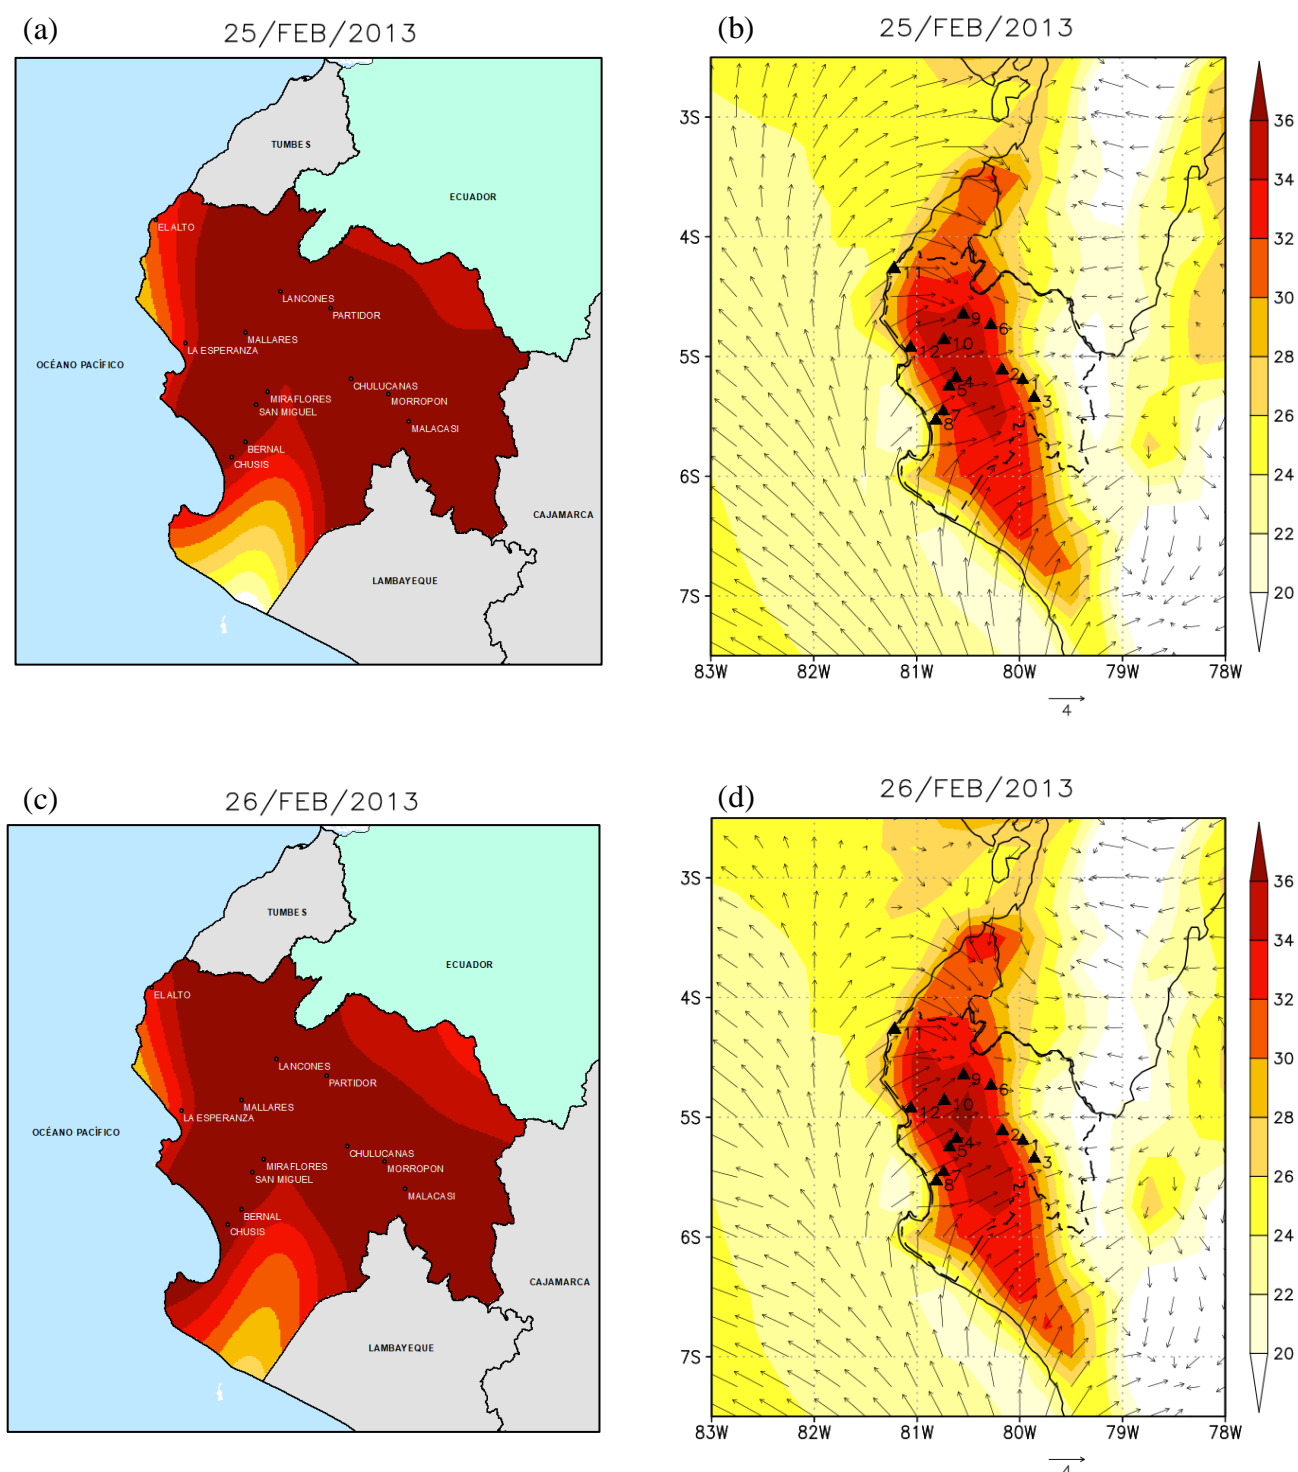 (a)
25/FEB/2013
TUMBES
ECUADOR
EL ALTO
LANCONES
PARTIDOR
MALLARES
LA ESPERANZA
OCÉANO PACÍFICO
CHULUCANAS
MIRAFLORES
MORROPON
SAN MIGUEL
MALACASI
BERNAL
CHUSIS
CAJAMARCA
LAMBAYEQUE
(b)
25/FEB/2013
3S
4S
5S
6S
7S
83W 82W 81W 80W 79W 78W
11
9
6
10
12
2
1
4
5
3
7
8
4
36
34
32
30
28
26
24
22
20
(c)
26/FEB/2013
TUMBES
ECUADOR
EL ALTO
LANCONES
PARTIDOR
MALLARES
LA ESPERANZA
OCÉANO PACÍFICO
CHULUCANAS
MIRAFLORES
MORROPON
SAN MIGUEL
MALACASI
BERNAL
CHUSIS
CAJAMARCA
LAMBAYEQUE
(d)
26/FEB/2013
3S
4S
5S
6S
7S
83W 82W 81W 80W 79W 78W
11
9
6
10
12
2
1
4
5
3
7
8
4
36
34
32
30
28
26
24
22
20